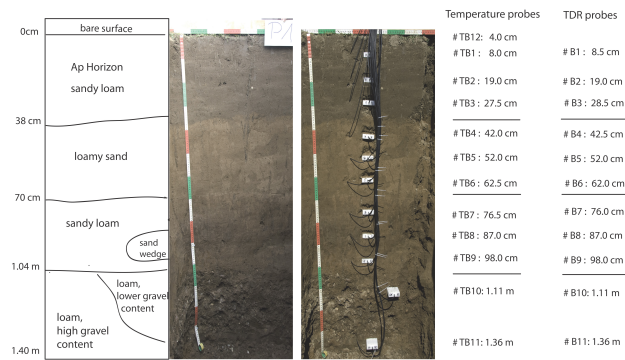 0cm
bare surface
Ap Horizon
sandy loam
38 cm
loamy sand
70 cm
sandy loam
sand
wedge
1.04 m
loam,
lower gravel
content
loam,
high gravel
content
1.40 m
P1
Temperature probes
# TB12: 4.0 cm
# TB1: 8.0 cm
# TB2 : 19.0 cm
# TB3 : 27.5 cm
# TB4 : 42.0 cm
# TB5 : 52.0 cm
# TB6 : 62.5 cm
# TB7 : 76.5 cm
# TB8 : 87.0 cm
# TB9 : 98.0 cm
# TB10: 1.11 m
# TB11: 1.36 m
TDR probes
# B1 : 8.5 cm
# B2 : 19.0 cm
# B3 : 28.5 cm
# B4 : 42.5 cm
# B5 : 52.0 cm
# B6 : 62.0 cm
# B7 : 76.0 cm
# B8 : 87.0 cm
# B9 : 98.0 cm
# B10: 1.11 m
# B11: 1.36 m